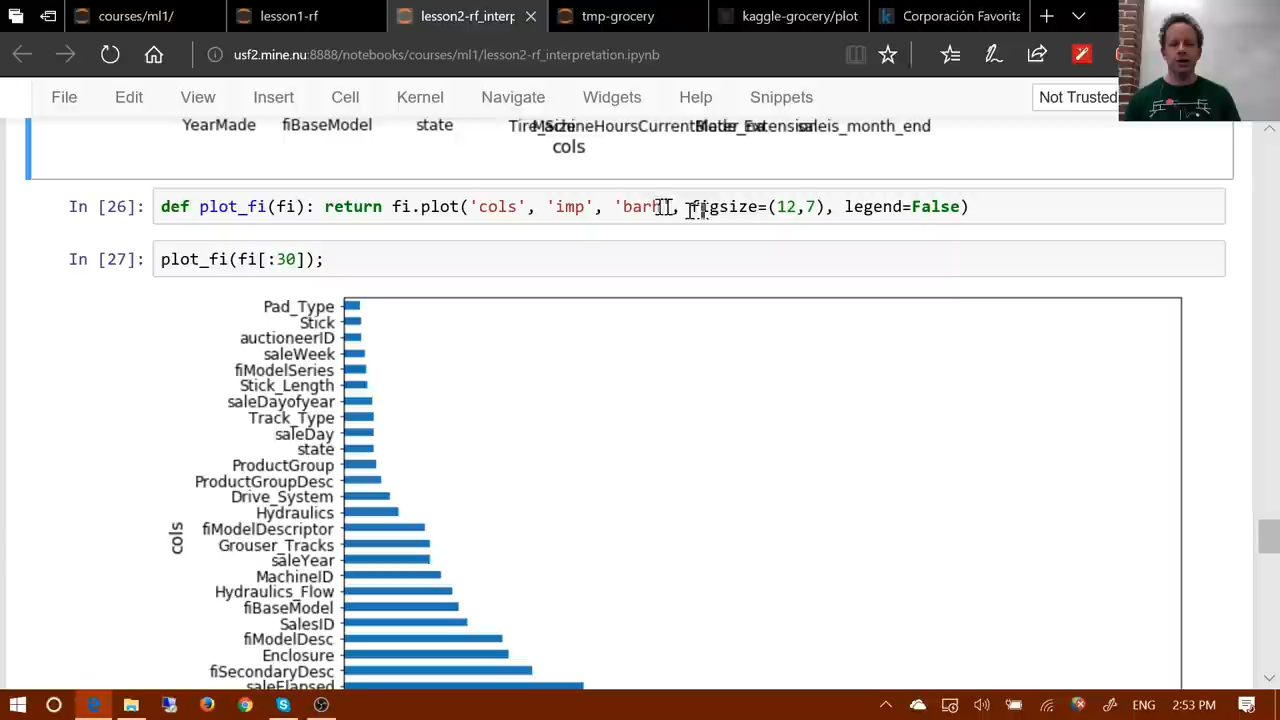 courses/ml1/
lesson1-rf
lesson2-rf_interp
tmp-grocery
kaggle-grocery/plot
Corporación Favorita
usf2.mine.nu:8888/notebooks/courses/ml1/lesson2-rf_interpretation.ipynb
File Edit View Insert Cell Kernel Navigate Widgets Help Snippets
Not Trusted
YearMade fiBaseModel state
cols
In [26]: def plot_fi(fi): return fi.plot('cols', 'imp', 'barh', figsize=(12,7), legend=False)
In [27]: plot_fi(fi[:30]);
Pad_Type
Stick
auctioneerID
saleWeek
fiModelSeries
Stick_Length
saleDayofyear
Track_Type
saleDay
state
ProductGroup
ProductGroupDesc
Drive_System
Hydraulics
fiModelDescriptor
Grouser_Tracks
saleYear
MachineID
Hydraulics_Flow
fiBaseModel
SalesID
fiModelDesc
Enclosure
fiSecondaryDesc
saleElapsed
cols
ENG
2:53 PM